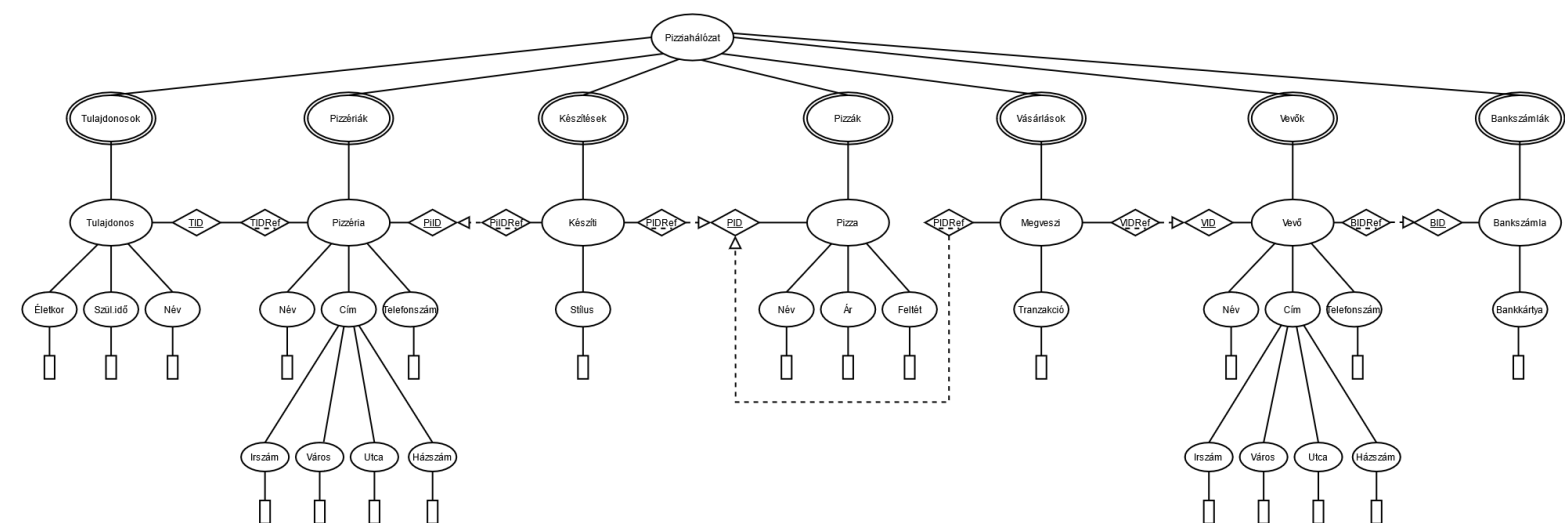 Pizziahálózat
Tulajdonosok
Pizzériák
Készítések
Pizzák
Vásárlások
Vevők
Bankszámlák
Tulajdonos
TID
TIDRef
Pizzéria
PiID
PiIDRef
Készíti
PIDRef
PID
Pizza
PIDRef
Megveszi
VIDRef
VID
Vevő
BIDRef
BID
Bankszámla
Életkor
Szül.idő
Név
Név
Cím
Telefonszám
Stílus
Név
Ár
Feltét
Tranzakció
Név
Cím
Telefonszám
Bankkártya
Irszám
Város
Utca
Házszám
Irszám
Város
Utca
Házszám